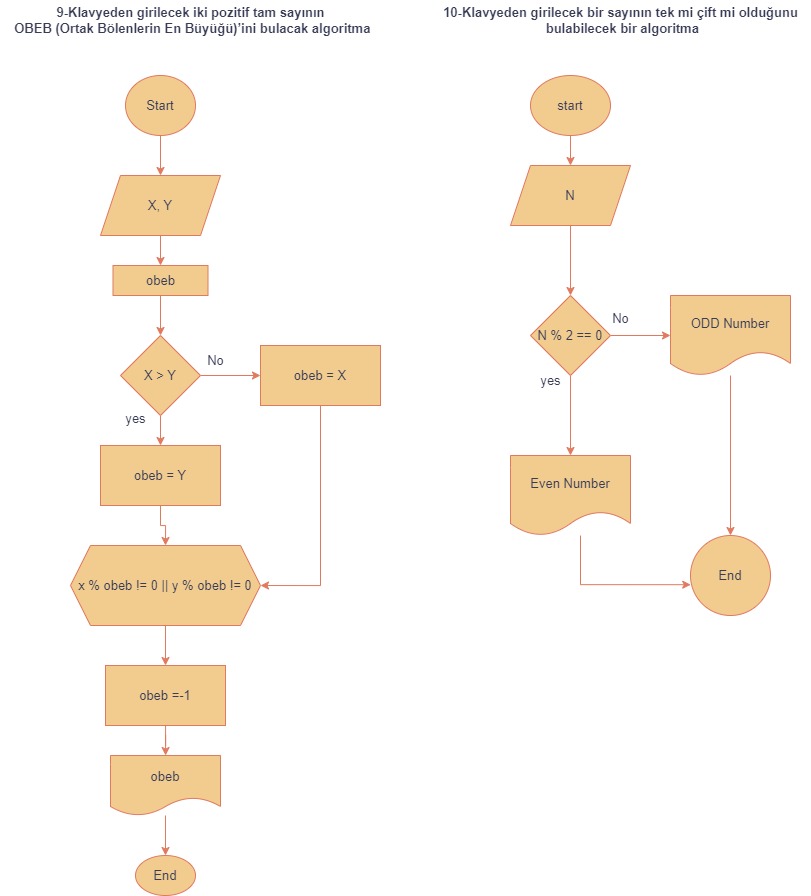 9-Klavyeden girilecek iki pozitif tam sayının
OBEB (Ortak Bölenlerin En Büyüğü)'ini bulacak algoritma
Start
X, Y
obeb
X > Y
No
obeb = X
yes
obeb = Y
x % obeb != 0 || y % obeb != 0
obeb =-1
obeb
End
10-Klavyeden girilecek bir sayının tek mi çift mi olduğunu
bulabilecek bir algoritma
start
N
N % 2 == 0
No
ODD Number
yes
Even Number
End